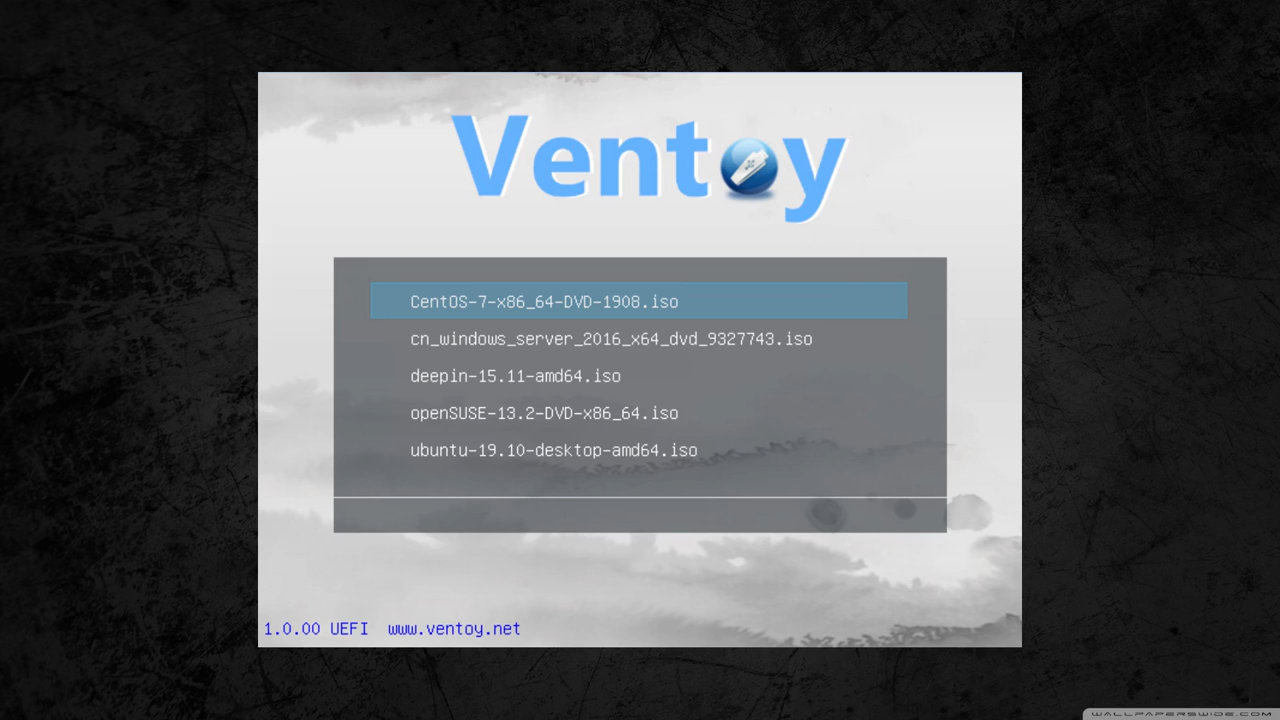 Ventoy
CentOS-7-x86_64-DVD-1908.iso
cn_windows_server_2016_x64_dvd_9327743.iso
deepin-15.11-amd64.iso
openSUSE-13.2-DVD-x86_64.iso
ubuntu-19.10-desktop-amd64.iso
1.0.00 UEFI www.ventoy.net
WALLPAPERSWIDE.COM